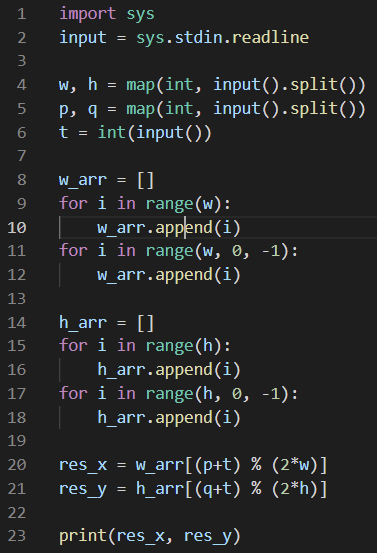 1 import sys
2 input = sys.stdin.readline
3
4 w, h = map(int, input().split())
5 p, q = map(int, input().split())
6 t = int(input())
7
8 w_arr = []
9 for i in range(w):
10     w_arr.append(i)
11 for i in range(w, 0, -1):
12     w_arr.append(i)
13
14 h_arr = []
15 for i in range(h):
16     h_arr.append(i)
17 for i in range(h, 0, -1):
18     h_arr.append(i)
19
20 res_x = w_arr[(p+t) % (2*w)]
21 res_y = h_arr[(q+t) % (2*h)]
22
23 print(res_x, res_y)